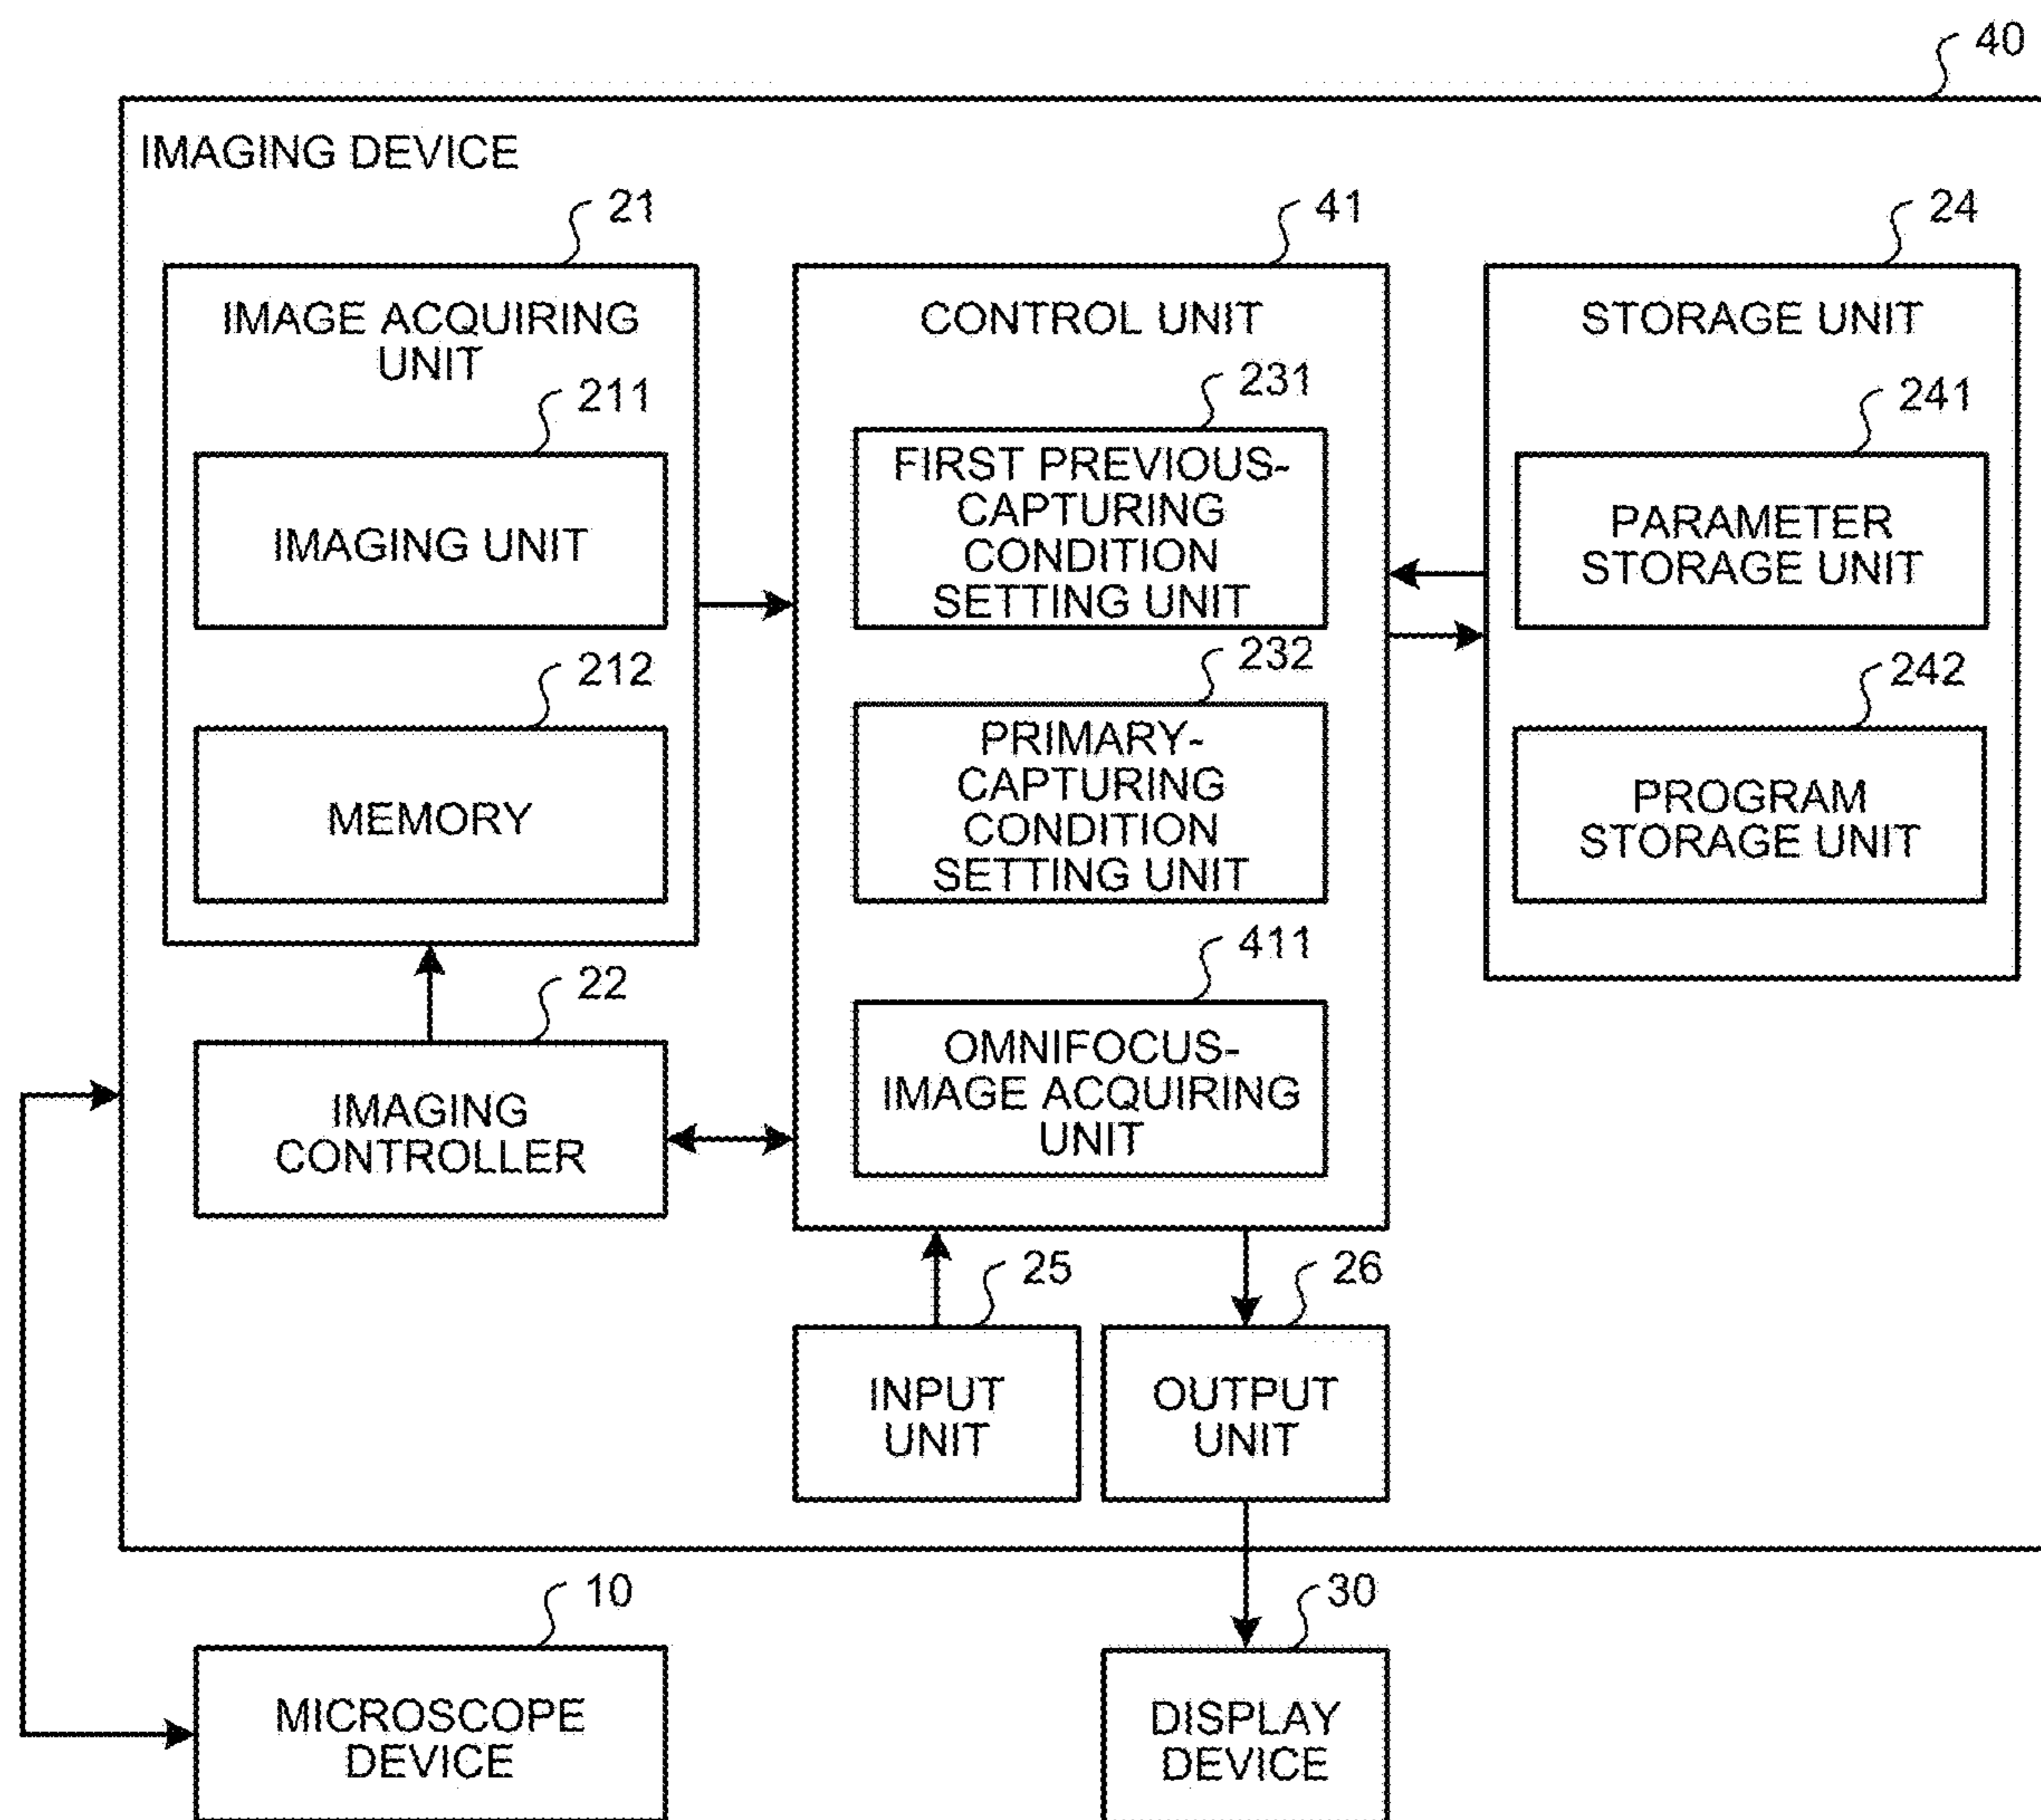 40
IMAGING DEVICE
21
IMAGE ACQUIRING
UNIT
211
IMAGING UNIT
212
MEMORY
22
IMAGING
CONTROLLER
41
CONTROL UNIT
231
FIRST PREVIOUS-
CAPTURING
CONDITION
SETTING UNIT
232
PRIMARY-
CAPTURING
CONDITION
SETTING UNIT
411
OMNIFOCUS-
IMAGE ACQUIRING
UNIT
24
STORAGE UNIT
241
PARAMETER
STORAGE UNIT
242
PROGRAM
STORAGE UNIT
25
INPUT
UNIT
26
OUTPUT
UNIT
10
MICROSCOPE
DEVICE
30
DISPLAY
DEVICE